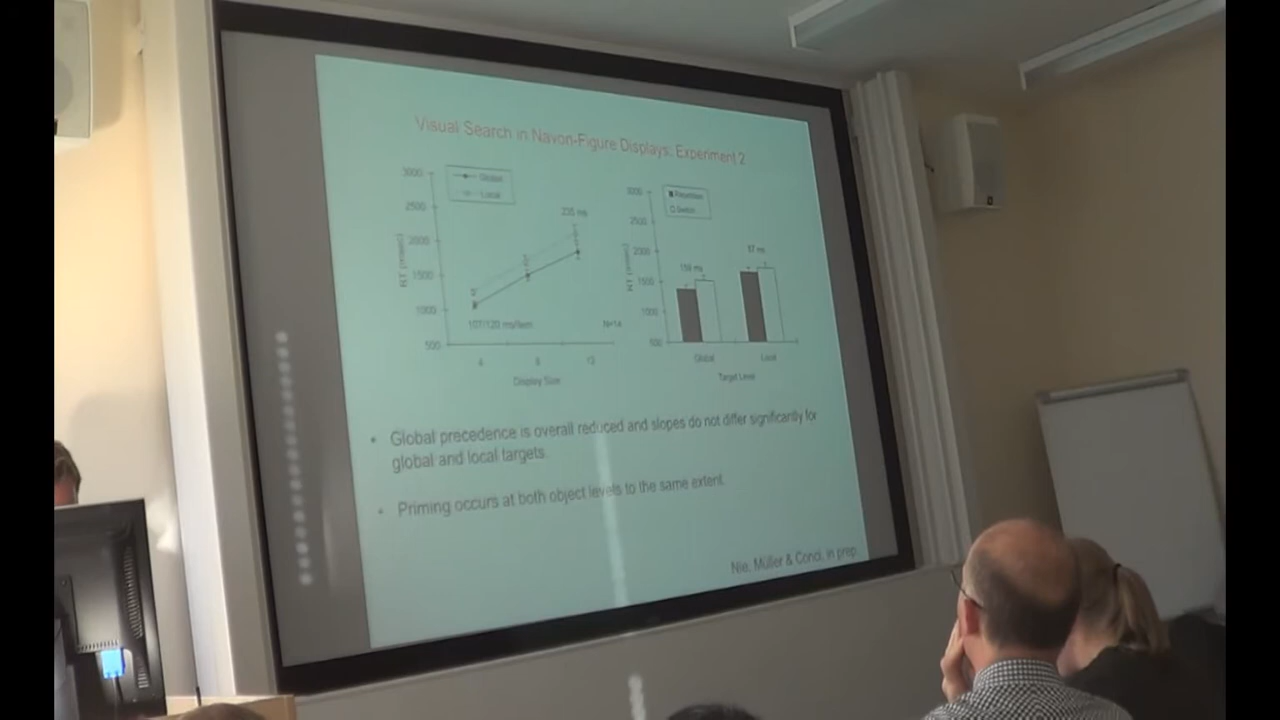 Visual Search in Navon-Figure Displays: Experiment 2
3000
Global
Local
2500
2000
1500
1000
500
RT [msec]
235 ms
107/120 ms/item
N=14
4
8
12
Display Size
3000
Repetition
Switch
2500
2000
1500
1000
500
RT [msec]
159 ms
57 ms
Global
Local
Target Level
• Global precedence is overall reduced and slopes do not differ significantly for
global and local targets.
• Priming occurs at both object levels to the same extent.
Nie, Müller & Conci, in prep.